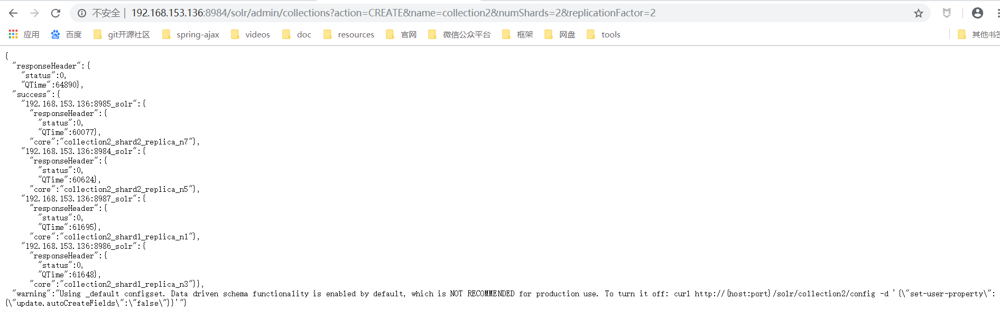 不安全 | 192.168.153.136:8984/solr/admin/collections?action=CREATE&name=collection2&numShards=2&replicationFactor=2
应用 百度 git开源社区 spring-ajax videos doc resources 官网 微信公众平台 框架 网盘 tools 其他书签
{
  "responseHeader":{
    "status":0,
    "QTime":64890},
  "success":{
    "192.168.153.136:8985_solr":{
      "responseHeader":{
        "status":0,
        "QTime":60077},
      "core":"collection2_shard2_replica_n7"},
    "192.168.153.136:8984_solr":{
      "responseHeader":{
        "status":0,
        "QTime":60624},
      "core":"collection2_shard2_replica_n5"},
    "192.168.153.136:8987_solr":{
      "responseHeader":{
        "status":0,
        "QTime":61695},
      "core":"collection2_shard1_replica_n1"},
    "192.168.153.136:8986_solr":{
      "responseHeader":{
        "status":0,
        "QTime":61648},
      "core":"collection2_shard1_replica_n3"}},
  "warning":"Using _default configset. Data driven schema functionality is enabled by default, which is NOT RECOMMENDED for production use. To turn it off: curl http://{host:port}/solr/collection2/config -d '{\"set-user-property\":
{\"update.autoCreateFields\":\"false\"}}'"}